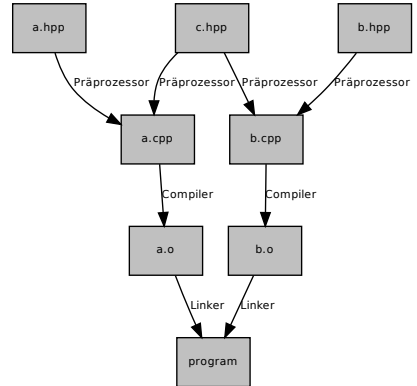 a.hpp
c.hpp
b.hpp
Präprozessor
Präprozessor
Präprozessor
Präprozessor
a.cpp
b.cpp
Compiler
Compiler
a.o
b.o
Linker
Linker
program